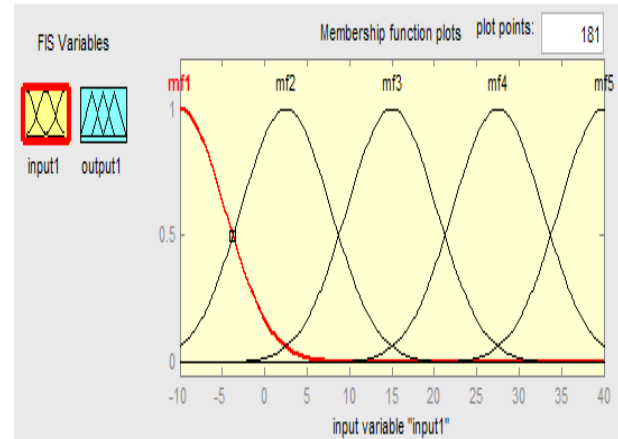 FIS Variables
Membership function plots
plot points:
181
mf1
mf2
mf3
mf4
mf5
input1
output1
1
0.5
0
-10
-5
0
5
10
15
20
25
30
35
40
input variable "input1"